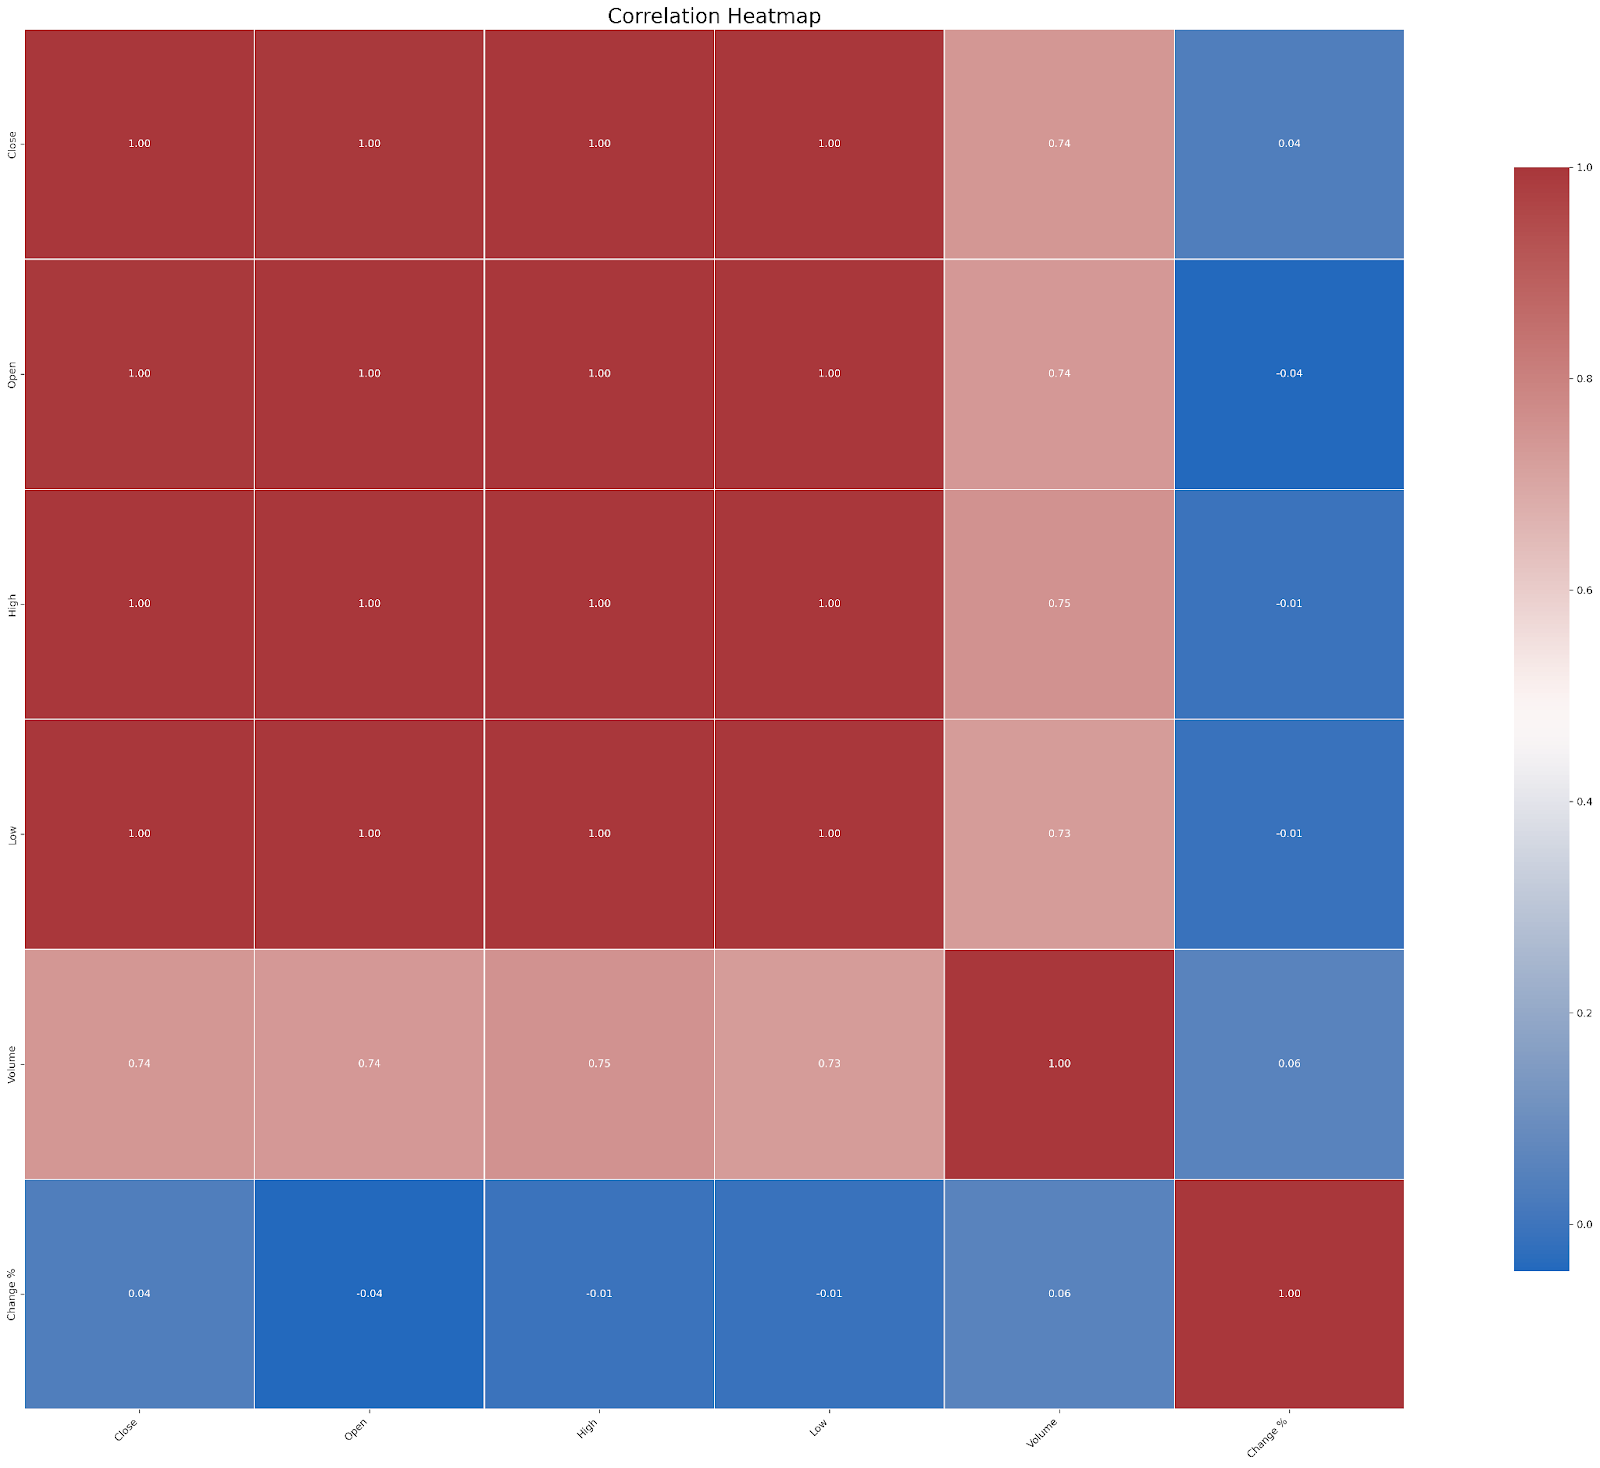 Correlation Heatmap
Close 1.00 1.00 1.00 1.00 0.74 0.04
Open 1.00 1.00 1.00 1.00 0.74 -0.04
High 1.00 1.00 1.00 1.00 0.75 -0.01
Low 1.00 1.00 1.00 1.00 0.73 -0.01
Volume 0.74 0.74 0.75 0.73 1.00 0.06
Change % 0.04 -0.04 -0.01 -0.01 0.06 1.00
Close Open High Low Volume Change %
1.0
0.8
0.6
0.4
0.2
0.0